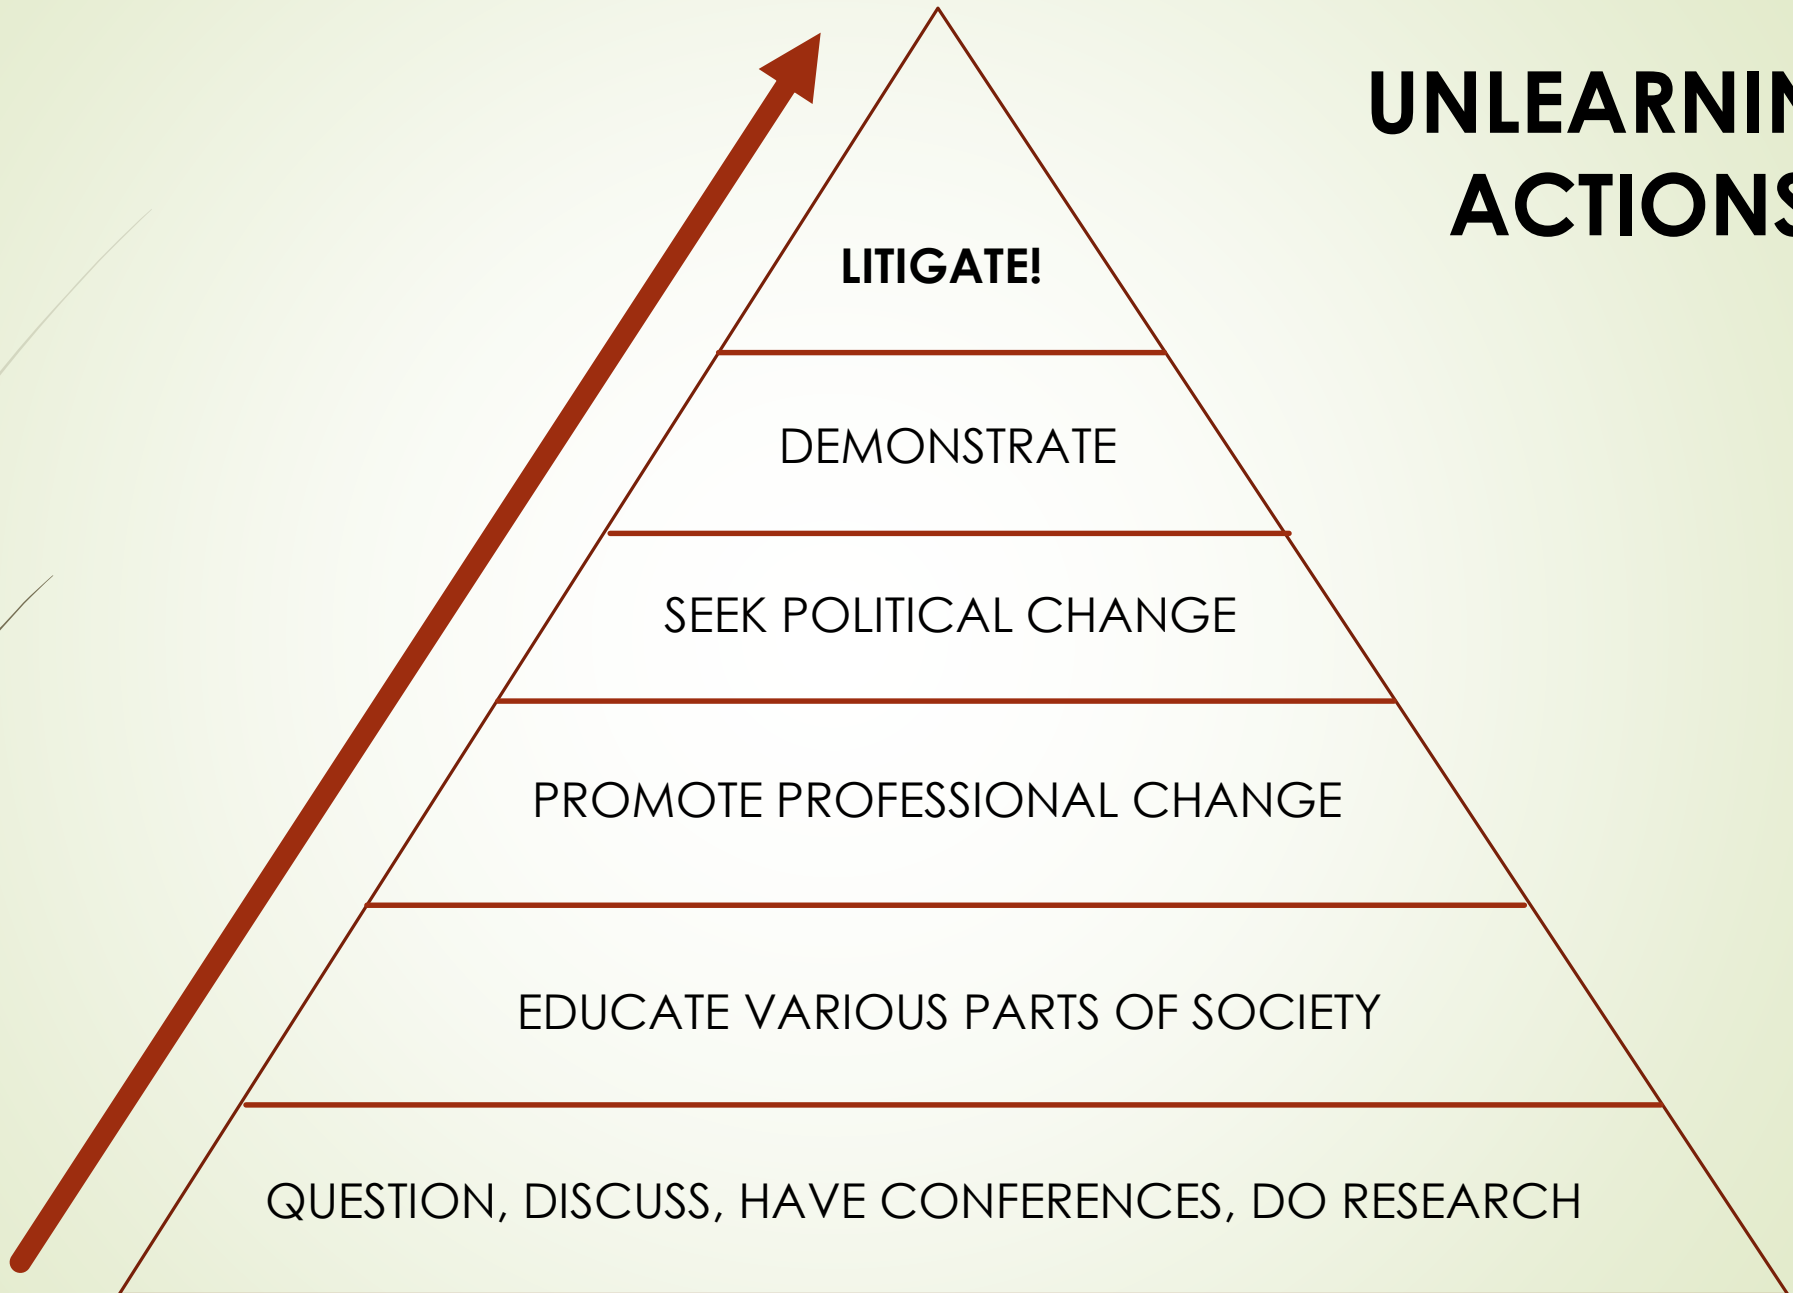 UNLEARNIN
ACTIONS
LITIGATE!
DEMONSTRATE
SEEK POLITICAL CHANGE
PROMOTE PROFESSIONAL CHANGE
EDUCATE VARIOUS PARTS OF SOCIETY
QUESTION, DISCUSS, HAVE CONFERENCES, DO RESEARCH